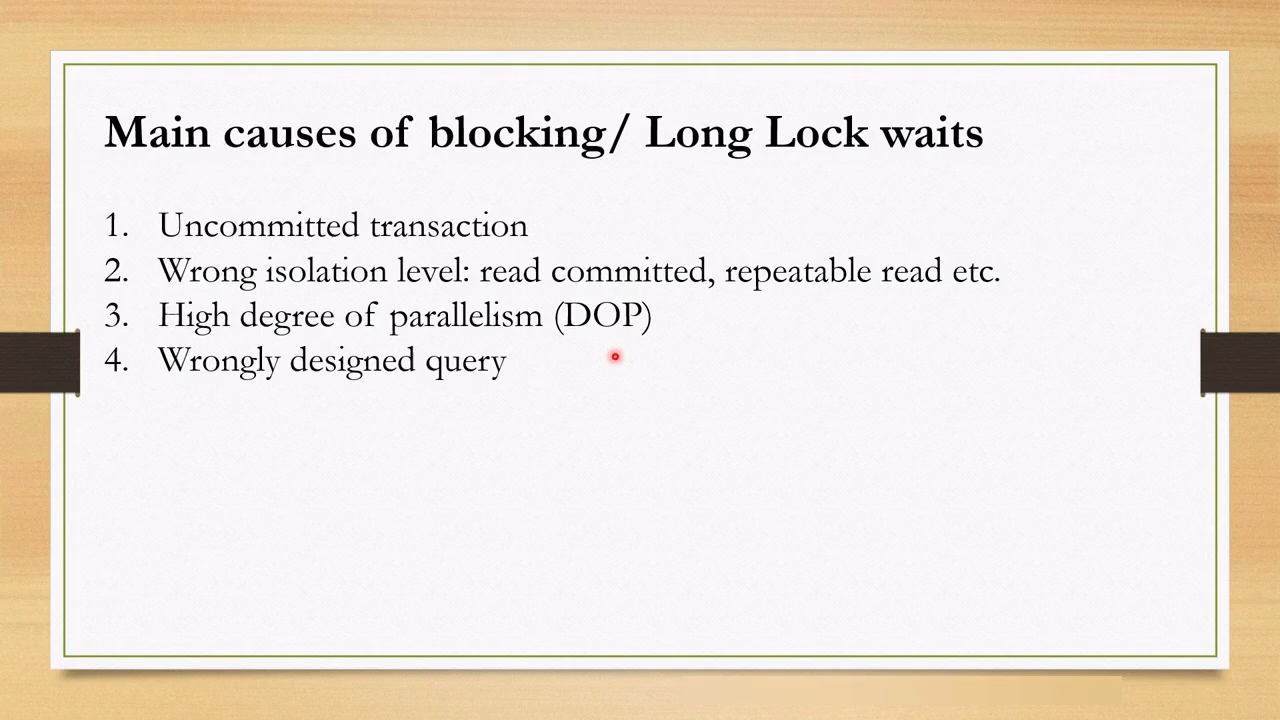 Main causes of blocking/ Long Lock waits
1. Uncommitted transaction
2. Wrong isolation level: read committed, repeatable read etc.
3. High degree of parallelism (DOP)
4. Wrongly designed query